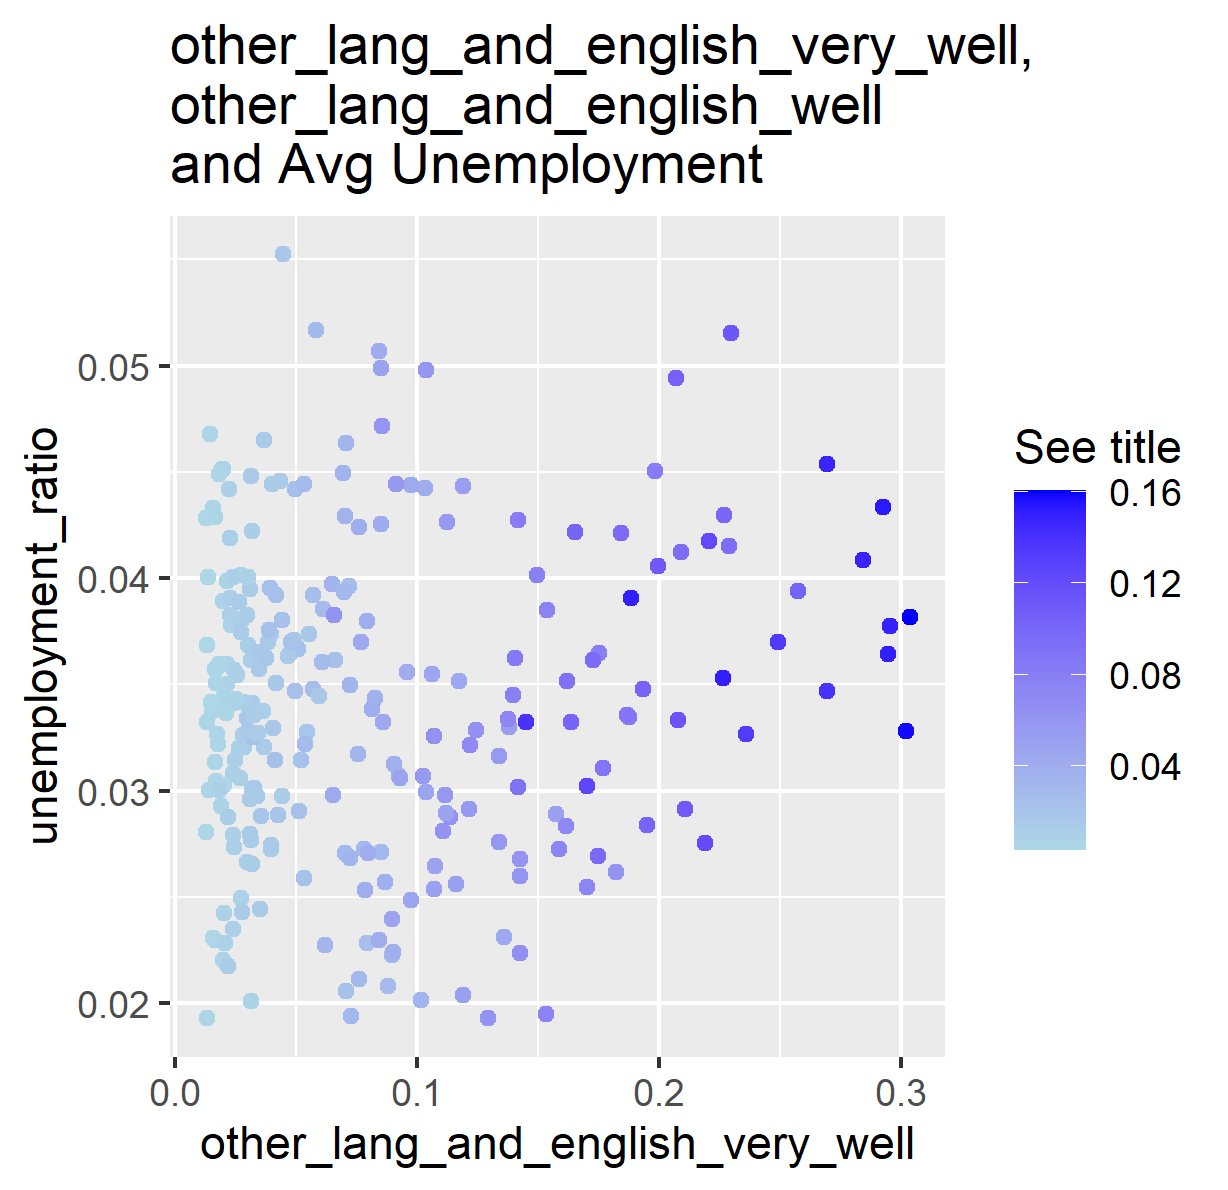 other_lang_and_english_very_well,
other_lang_and_english_well
and Avg Unemployment
unemployment_ratio
0.05
0.04
0.03
0.02
0.0
0.1
0.2
0.3
other_lang_and_english_very_well
See title
0.16
0.12
0.08
0.04